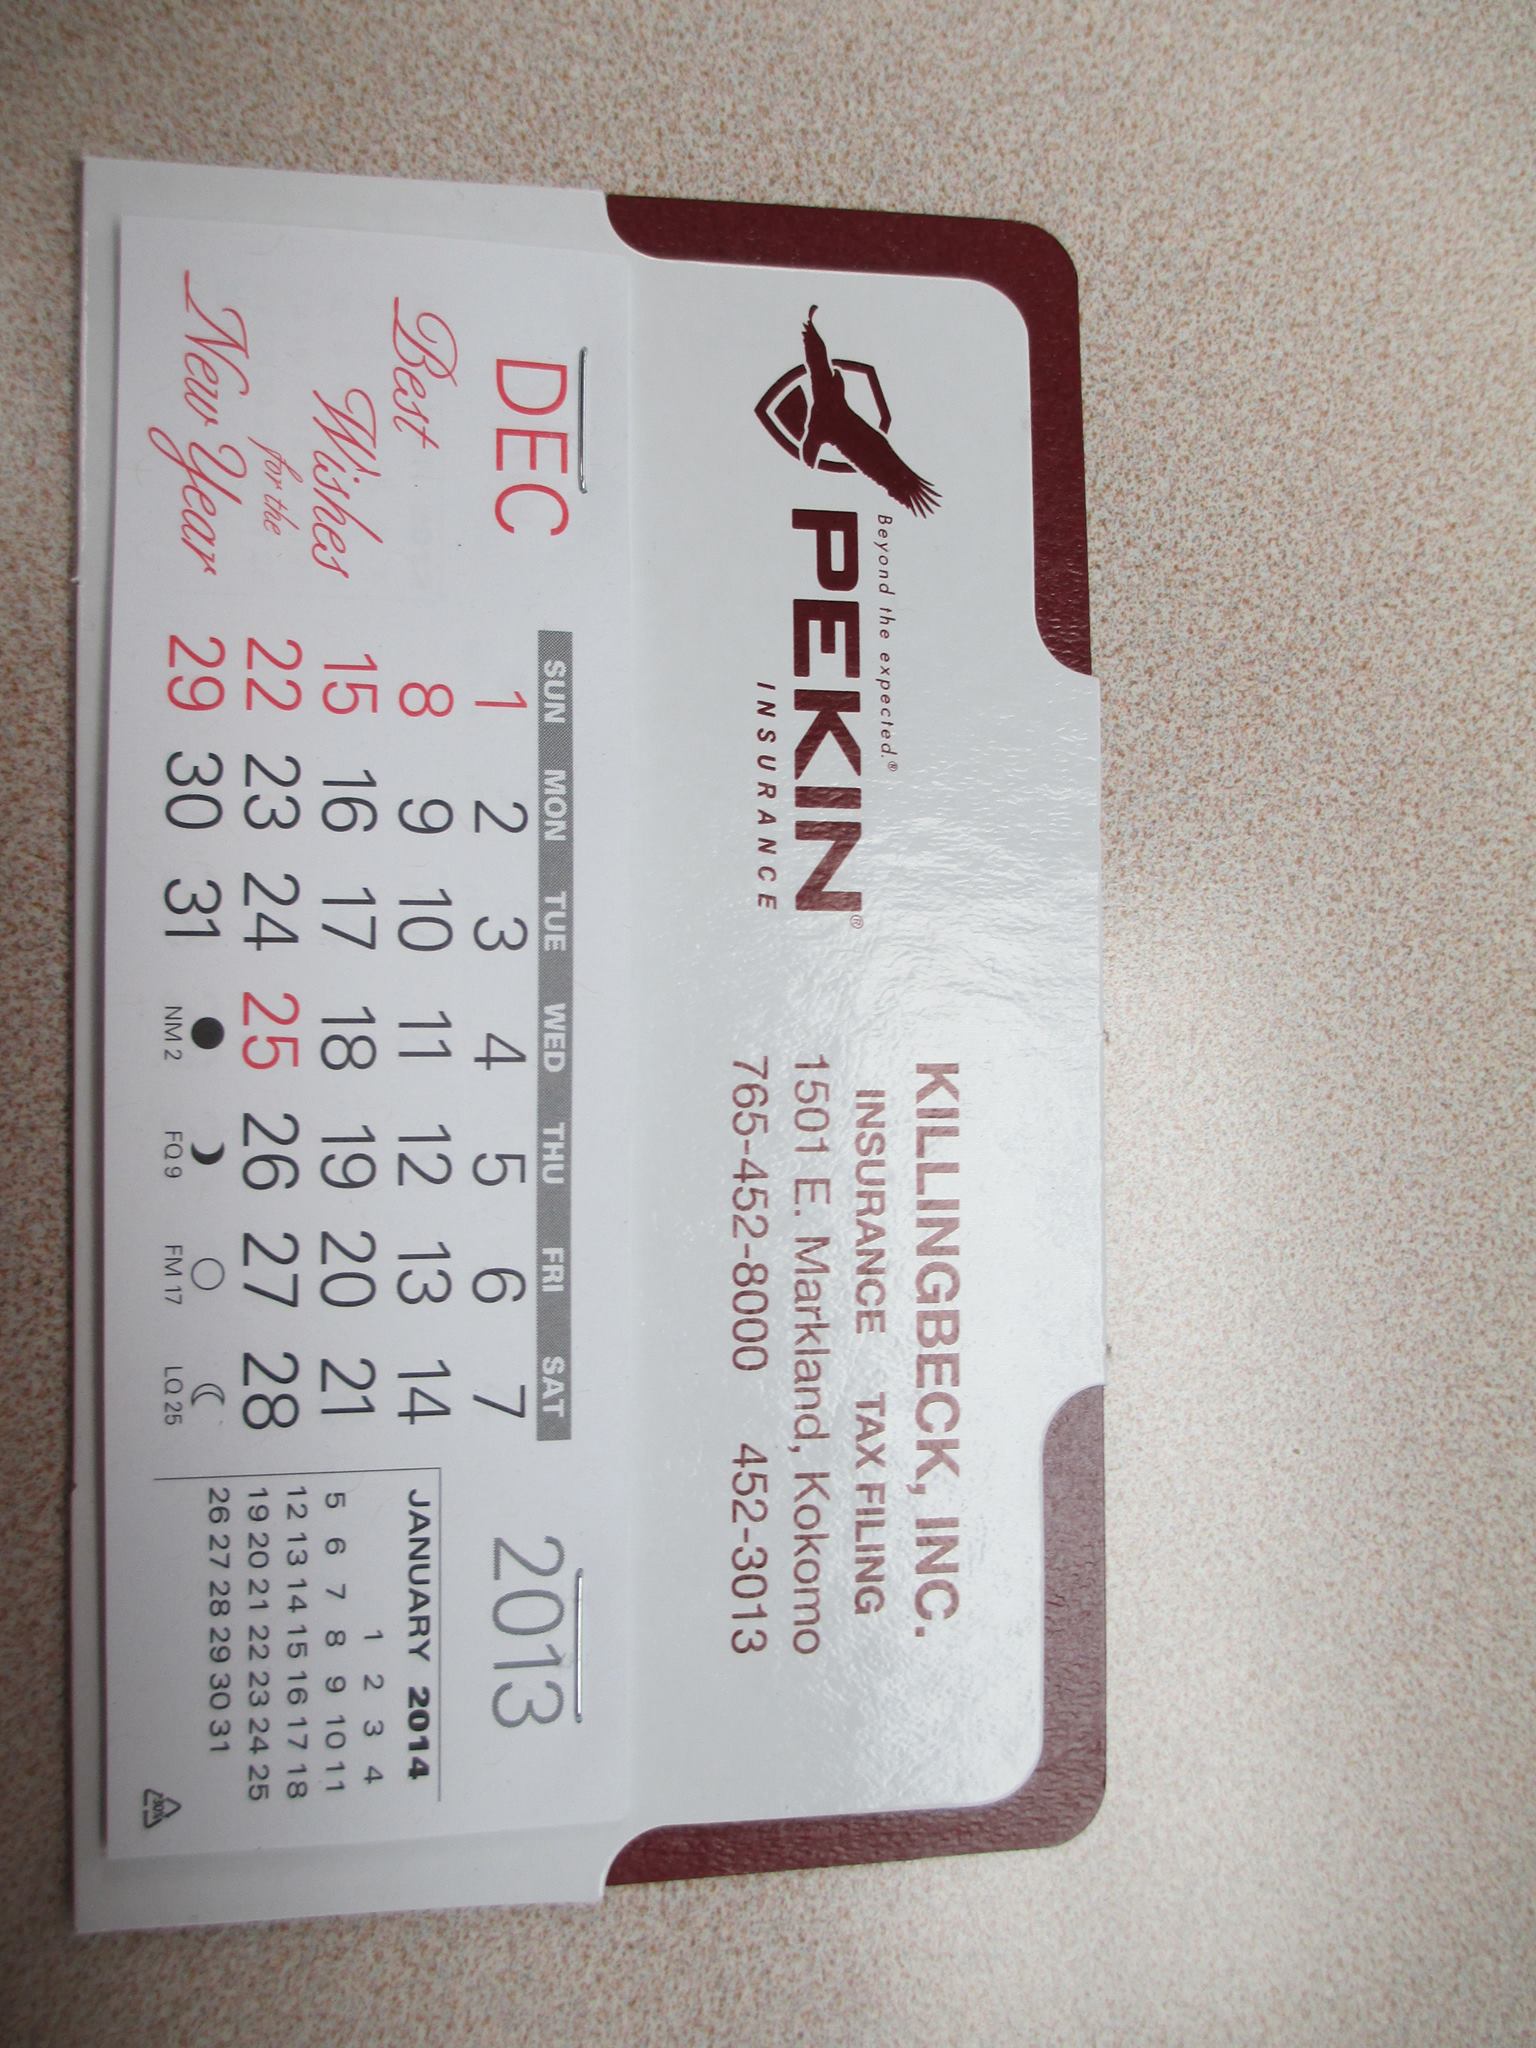 Beyond the expected.®
PEKIN®
INSURANCE
KILLINGBECK, INC.
INSURANCE TAX FILING
1501 E. Markland, Kokomo
765-452-8000 452-3013
DEC
2013
Best
Wishes
for the
New Year
SUN MON TUE WED THU FRI SAT
1 2 3 4 5 6 7
8 9 10 11 12 13 14
15 16 17 18 19 20 21
22 23 24 25 26 27 28
29 30 31
NM 2 FQ 9 FM 17 LQ 25
JANUARY 2014
1 2 3 4
5 6 7 8 9 10 11
12 13 14 15 16 17 18
19 20 21 22 23 24 25
26 27 28 29 30 31